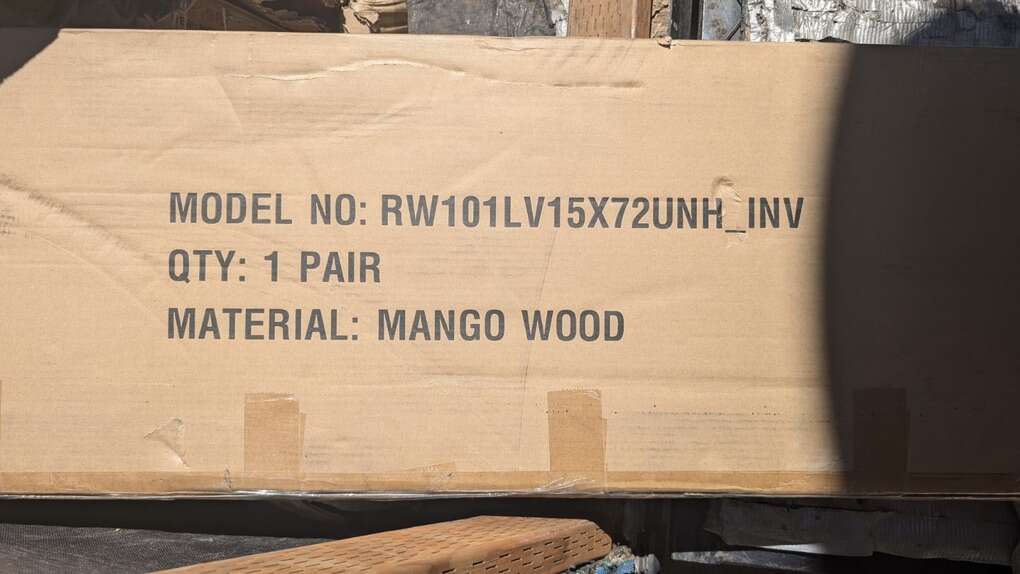 MODEL NO: RW101LV15X72UNH_INV
QTY: 1 PAIR
MATERIAL: MANGO WOOD